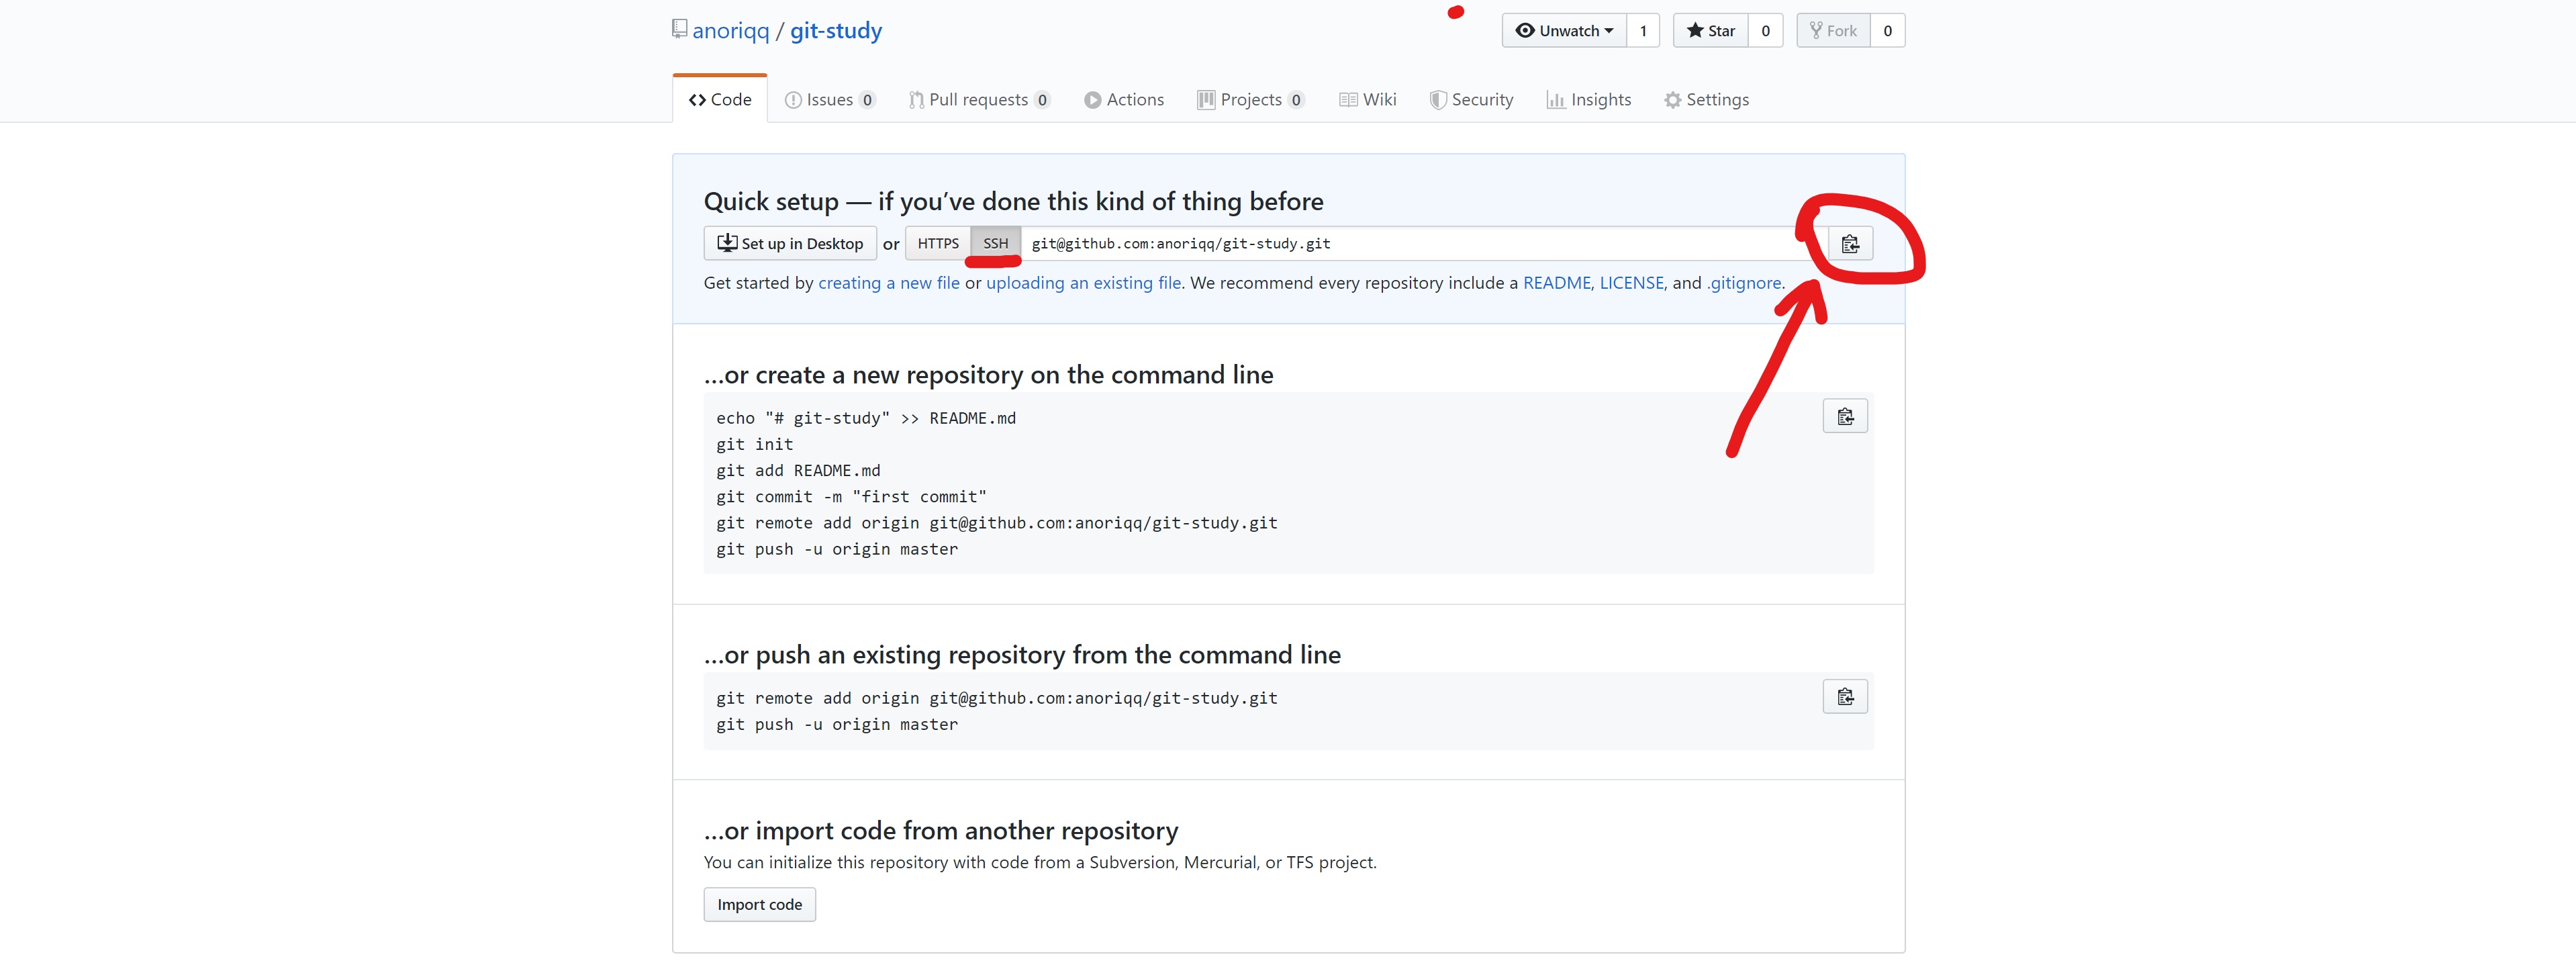 anoriqq / git-study
Unwatch 1 Star 0 Fork 0
Code Issues 0 Pull requests 0 Actions Projects 0 Wiki Security Insights Settings
Quick setup — if you’ve done this kind of thing before
Set up in Desktop or HTTPS SSH git@github.com:anoriqq/git-study.git
Get started by creating a new file or uploading an existing file. We recommend every repository include a README, LICENSE, and .gitignore.
…or create a new repository on the command line
echo "# git-study" >> README.md
git init
git add README.md
git commit -m "first commit"
git remote add origin git@github.com:anoriqq/git-study.git
git push -u origin master
…or push an existing repository from the command line
git remote add origin git@github.com:anoriqq/git-study.git
git push -u origin master
…or import code from another repository
You can initialize this repository with code from a Subversion, Mercurial, or TFS project.
Import code